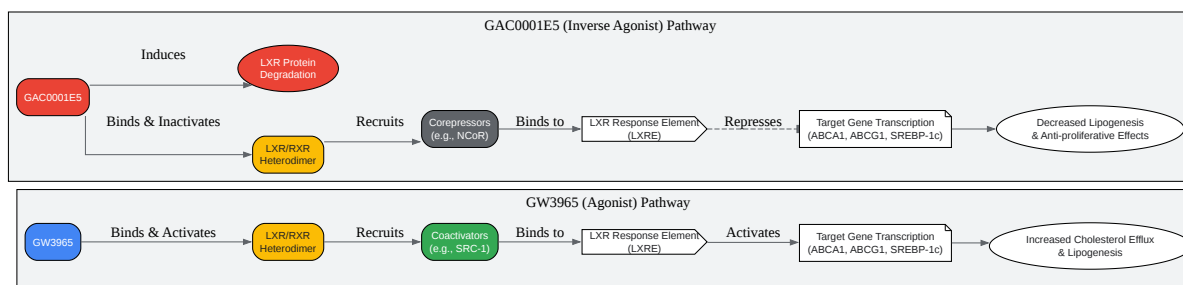 GAC0001E5 (Inverse Agonist) Pathway
Induces
LXR Protein
Degradation
GAC0001E5
Binds & Inactivates
LXR/RXR
Heterodimer
Recruits
Corepressors
(e.g., NCoR)
Binds to
LXR Response Element
(LXRE)
Represses
Target Gene Transcription
(ABCA1, ABCG1, SREBP-1c)
Decreased Lipogenesis
& Anti-proliferative Effects
GW3965 (Agonist) Pathway
GW3965
Binds & Activates
LXR/RXR
Heterodimer
Recruits
Coactivators
(e.g., SRC-1)
Binds to
LXR Response Element
(LXRE)
Activates
Target Gene Transcription
(ABCA1, ABCG1, SREBP-1c)
Increased Cholesterol Efflux
& Lipogenesis